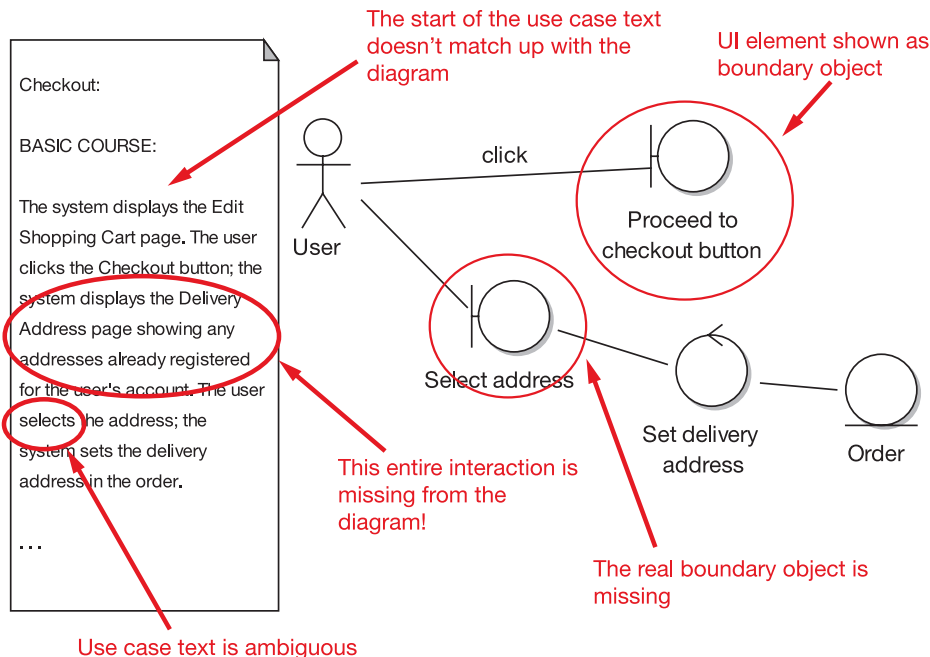 The start of the use case text
doesn't match up with the
diagram
UI element shown as
boundary object
Checkout:
BASIC COURSE:
The system displays the Edit
Shopping Cart page. The user
clicks the Checkout button; the
system displays the Delivery
Address page showing any
addresses already registered
for the user's account. The user
selects the address; the
system sets the delivery
address in the order.
...
User
click
Proceed to
checkout button
Select address
Set delivery
address
Order
This entire interaction is
missing from the
diagram!
The real boundary object is
missing
Use case text is ambiguous